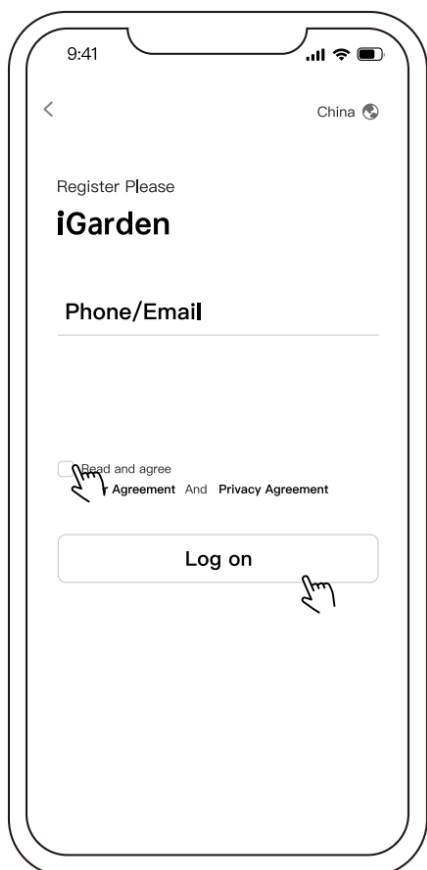 9:41
China
Register Please
iGarden
Phone/Email
Read and agree
Agreement And Privacy Agreement
Log on